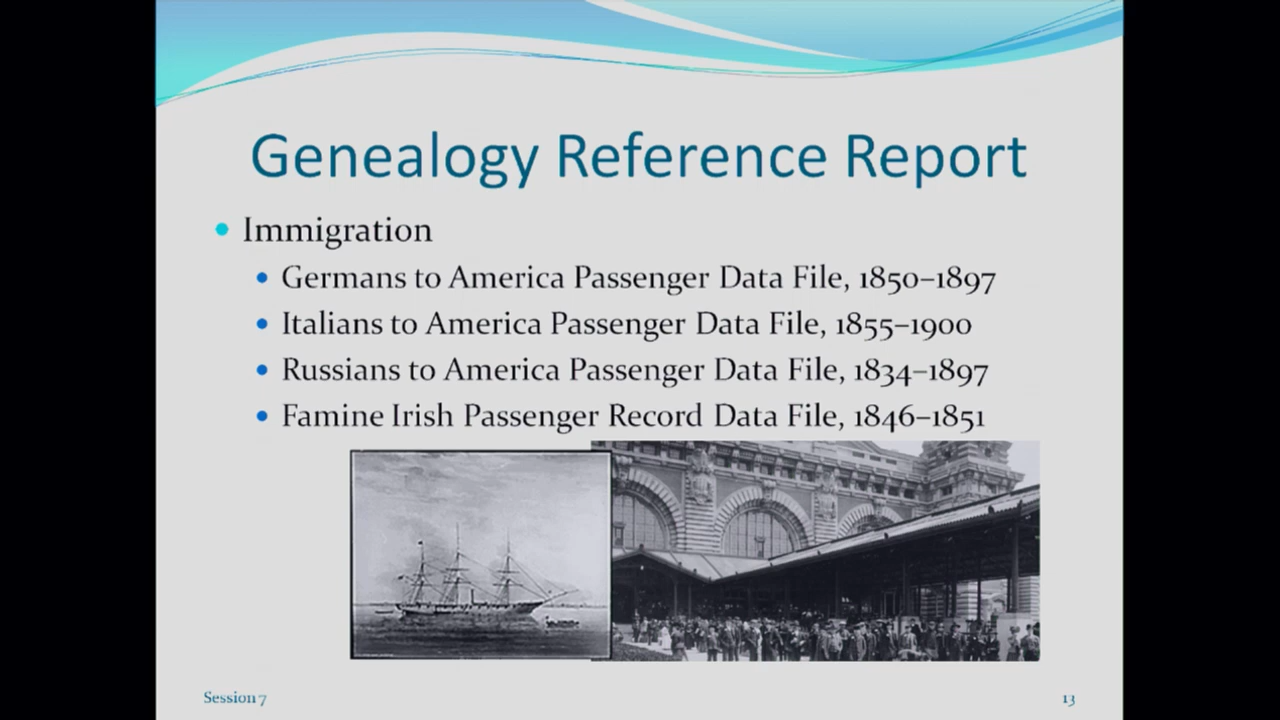 Genealogy Reference Report
• Immigration
• Germans to America Passenger Data File, 1850–1897
• Italians to America Passenger Data File, 1855–1900
• Russians to America Passenger Data File, 1834–1897
• Famine Irish Passenger Record Data File, 1846–1851
Session 7
13